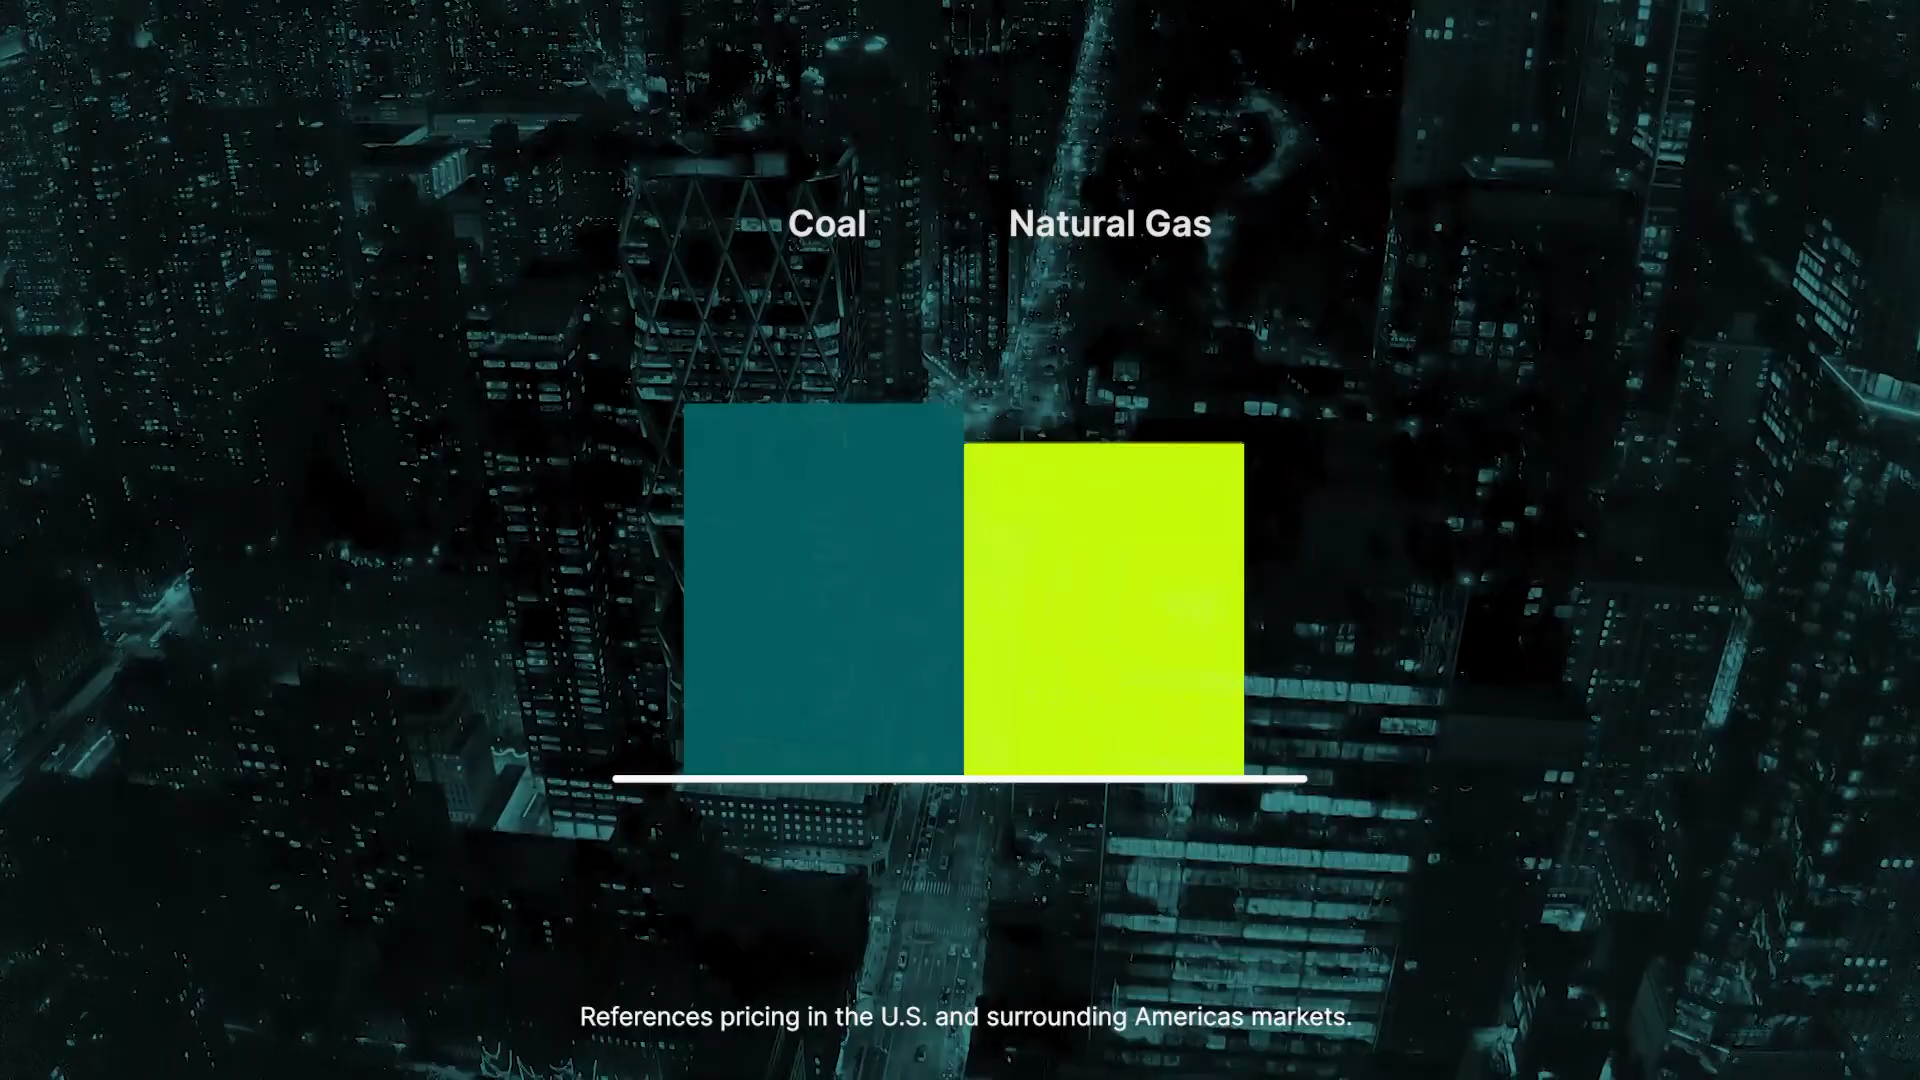 Coal
Natural Gas
References pricing in the U.S. and surrounding Americas markets.